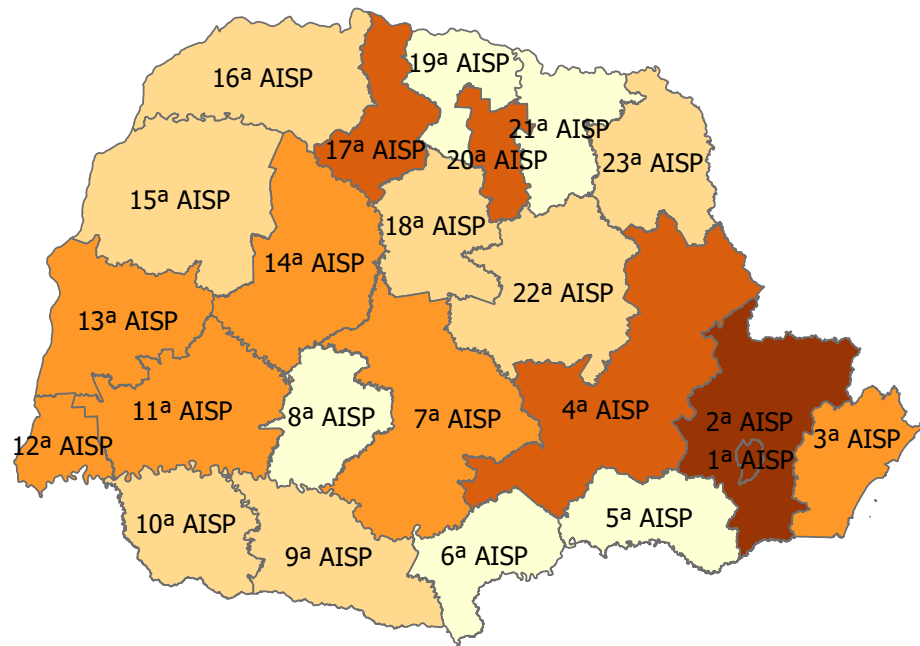 19ª AISP
16ª AISP
21ª AISP
17ª AISP
20ª AISP
23ª AISP
15ª AISP
18ª AISP
14ª AISP
22ª AISP
13ª AISP
11ª AISP
8ª AISP
7ª AISP
4ª AISP
2ª AISP
12ª AISP
3ª AISP
1ª AISP
5ª AISP
10ª AISP
9ª AISP
6ª AISP